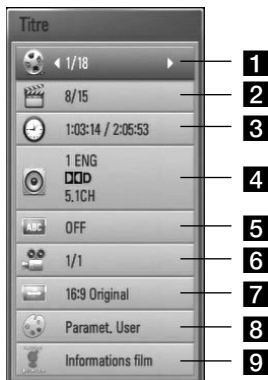 Titre
1/18 1
8/15 2
1:03:14 / 2:05:53 3
1 ENG
D
5.1CH 4
ABC OFF 5
1/1 6
16:9 Original 7
Paramet. User 8
Informations film 9